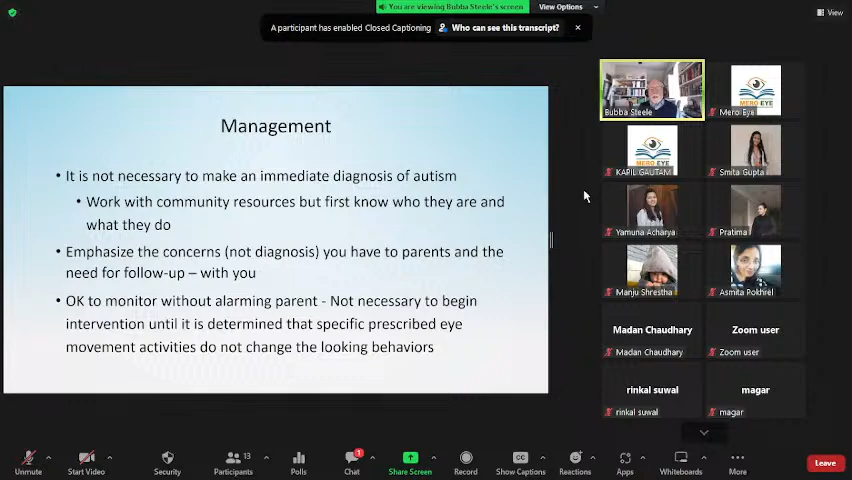 You are viewing Bubba Steele's screen
View Options
View
A participant has enabled Closed Captioning
Who can see this transcript?
Management
• It is not necessary to make an immediate diagnosis of autism
• Work with community resources but first know who they are and
what they do
• Emphasize the concerns (not diagnosis) you have to parents and the
need for follow-up – with you
• OK to monitor without alarming parent - Not necessary to begin
intervention until it is determined that specific prescribed eye
movement activities do not change the looking behaviors
Bubba Steele
MERO EYE
Mero Eye
MERO EYE
KAPIL GAUTAM
Smita Gupta
Yamuna Acharya
Pratima
Manju Shrestha
Asmita Pokhrel
Madan Chaudhary
Madan Chaudhary
Zoom user
Zoom user
rinkal suwal
rinkal suwal
magar
magar
Unmute
Start Video
Security
13
Participants
Polls
1
Chat
Share Screen
Record
CC
Show Captions
Reactions
Apps
Whiteboards
More
Leave